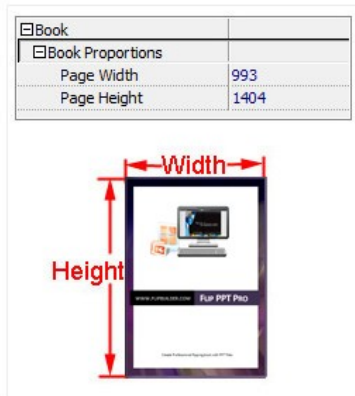 Book
Book Proportions
Page Width 993
Page Height 1404
Width
Height
WWW.FLIPBUILDER.COM FLIP PPT PRO